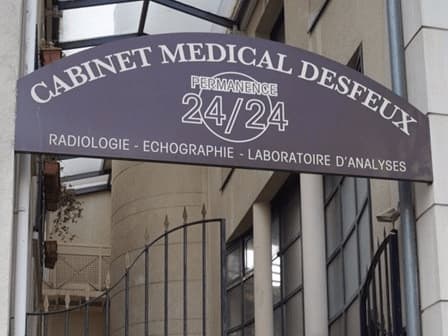 CABINET MEDICAL DESFEUX
PERMANENCE
24/24
RADIOLOGIE - ECHOGRAPHIE - LABORATOIRE D'ANALYSES